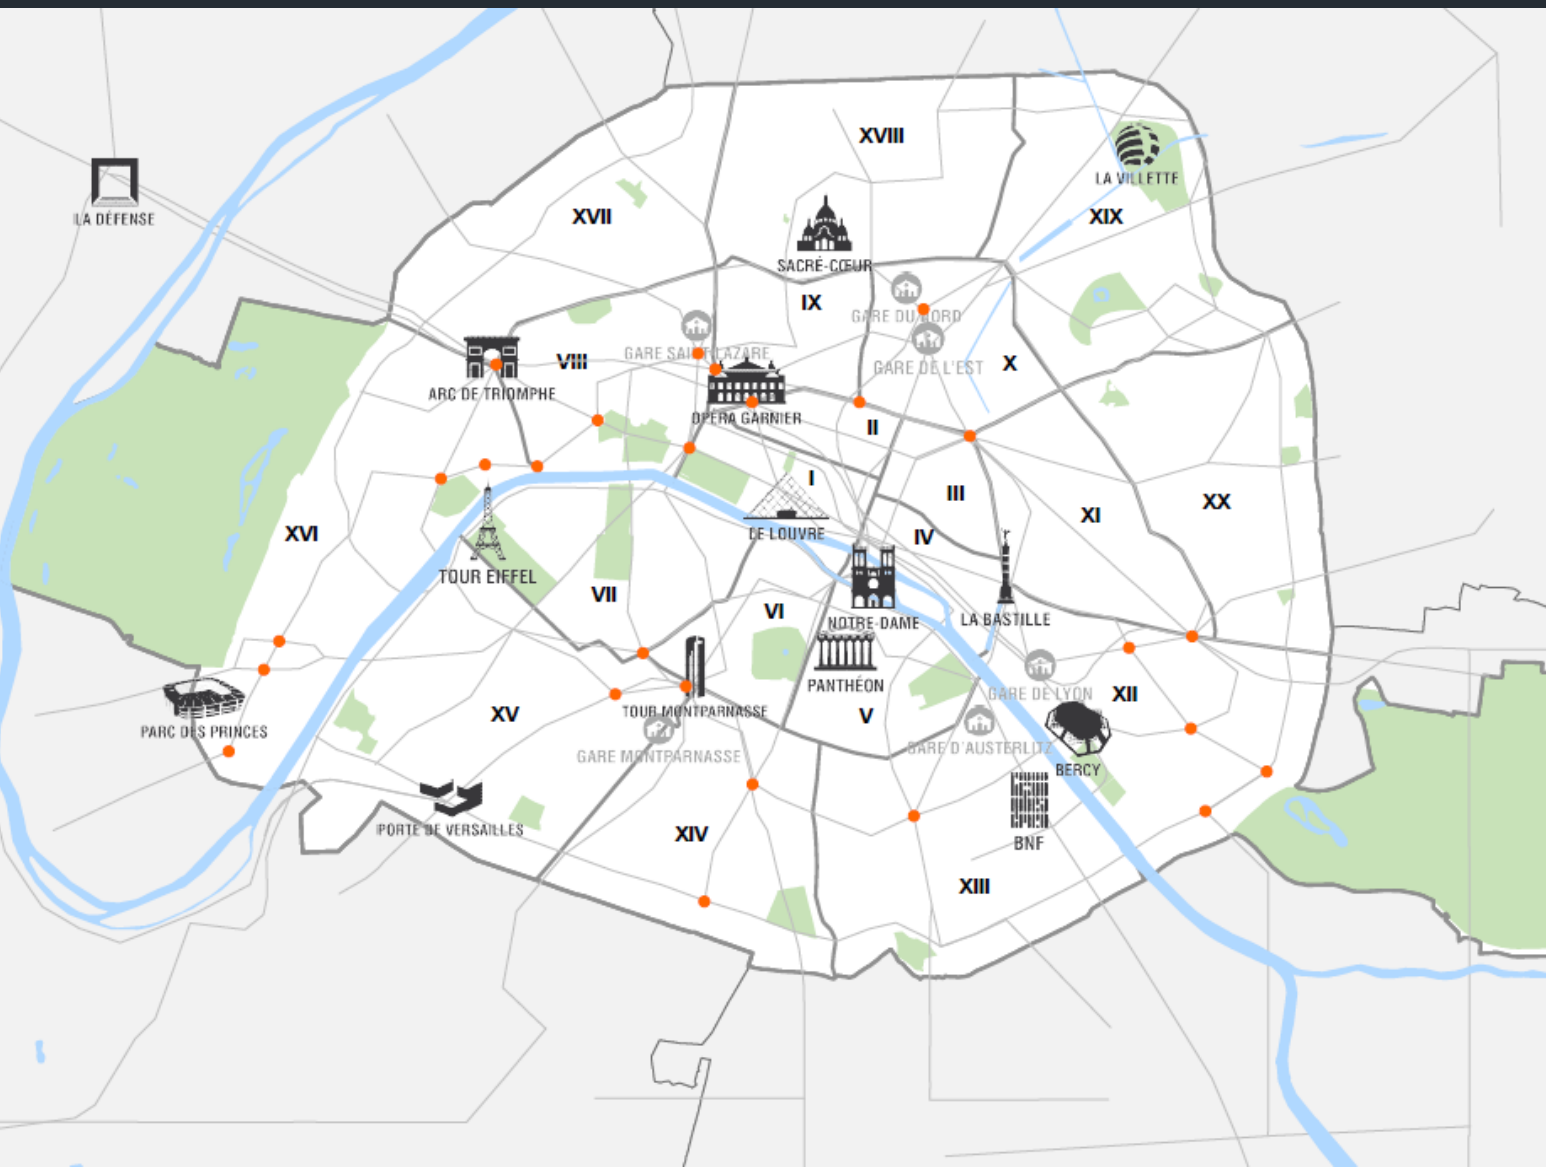 XVIII
LA VILLETTE
LA DÉFENSE
XVII
XIX
SACRÉ-CŒUR
IX
GARE DU NORD
GARE SAINT-LAZARE
VIII
X
GARE DE L'EST
ARC DE TRIOMPHE
OPÉRA GARNIER
II
I
III
XX
XI
XVI
LE LOUVRE
IV
TOUR EIFFEL
VII
VI
NOTRE-DAME
LA BASTILLE
PANTHÉON
GARE DE LYON
XII
TOUR MONTPARNASSE
XV
V
PARC DES PRINCES
GARE D'AUSTERLITZ
GARE MONTPARNASSE
BERCY
PORTE DE VERSAILLES
XIV
BNF
XIII